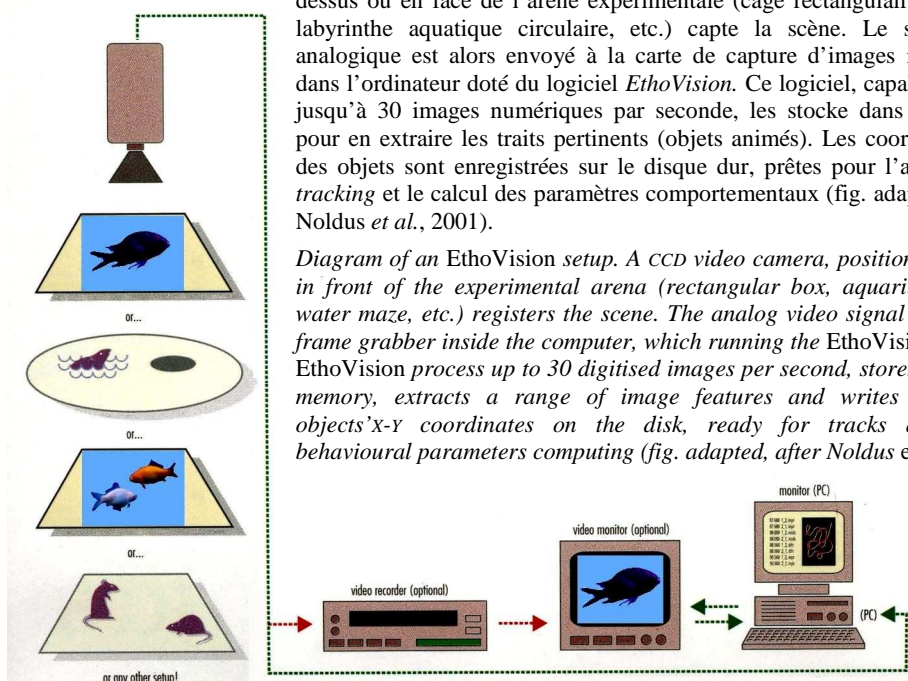 dessus ou en face de l'arène expérimentale (cage rectangulaire
labyrinthe aquatique circulaire, etc.) capte la scène. Le
analogique est alors envoyé à la carte de capture d'images
dans l'ordinateur doté du logiciel EthoVision. Ce logiciel,
jusqu'à 30 images numériques par seconde, les stocke dans
pour en extraire les traits pertinents (objets animés). Les
des objets sont enregistrées sur le disque dur, prêtes pour
tracking et le calcul des paramètres comportementaux (fig.
Noldus et al., 2001).
Diagram of an EthoVision setup. A CCD video camera,
in front of the experimental arena (rectangular box,
water maze, etc.) registers the scene. The analog video signal
frame grabber inside the computer, which running the
EthoVision process up to 30 digitised images per second,
memory, extracts a range of image features and writes
objects'X-Y coordinates on the disk, ready for tracks
behavioural parameters computing (fig. adapted, after Noldus
or...
or...
or...
or any other setup!
video recorder (optional)
video monitor (optional)
monitor (PC)
(PC)